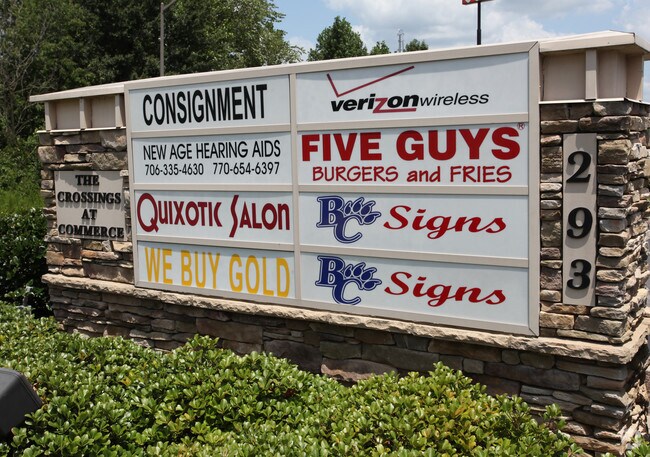 THE
CROSSINGS
AT
COMMERCE
CONSIGNMENT
NEW AGE HEARING AIDS
706-335-4630 770-654-6397
QUIXOTIC SALON
WE BUY GOLD
verizonwireless
FIVE GUYS®
BURGERS and FRIES
BC Signs
BC Signs
293